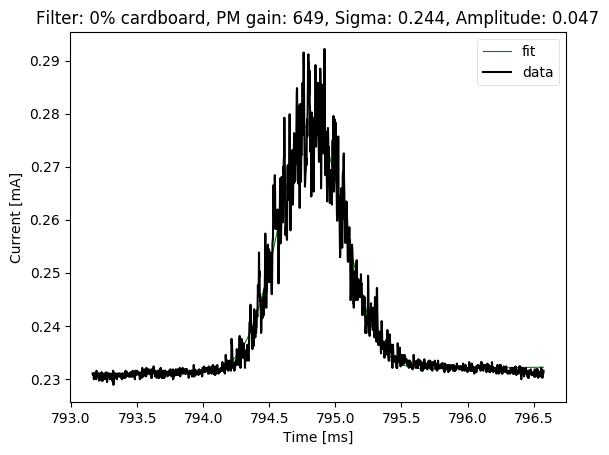 Filter: 0% cardboard, PM gain: 649, Sigma: 0.244, Amplitude: 0.047
fit
data
0.29
0.28
0.27
0.26
0.25
0.24
0.23
Current [mA]
793.0 793.5 794.0 794.5 795.0 795.5 796.0 796.5
Time [ms]